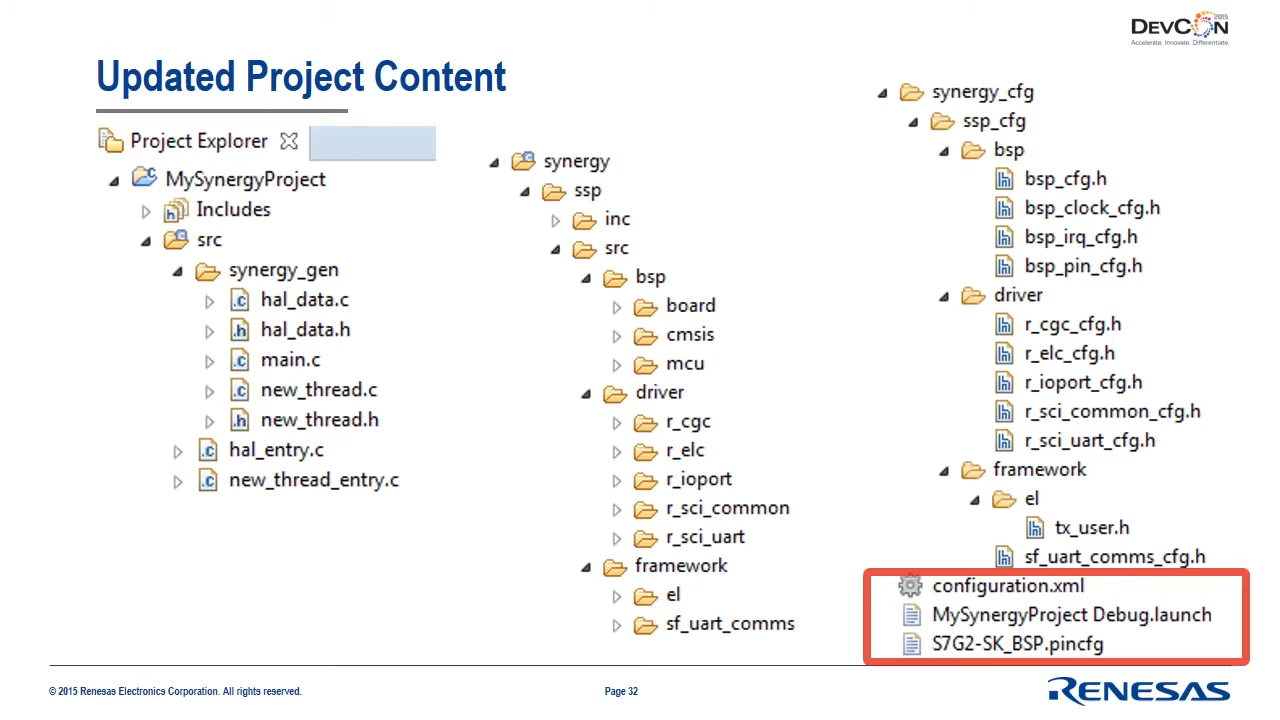 DEVCON 2015
Accelerate. Innovate. Differentiate.
Updated Project Content
Project Explorer
MySynergyProject
Includes
src
synergy_gen
hal_data.c
hal_data.h
main.c
new_thread.c
new_thread.h
hal_entry.c
new_thread_entry.c
synergy
ssp
inc
src
bsp
board
cmsis
mcu
driver
r_cgc
r_elc
r_ioport
r_sci_common
r_sci_uart
framework
el
sf_uart_comms
synergy_cfg
ssp_cfg
bsp
bsp_cfg.h
bsp_clock_cfg.h
bsp_irq_cfg.h
bsp_pin_cfg.h
driver
r_cgc_cfg.h
r_elc_cfg.h
r_ioport_cfg.h
r_sci_common_cfg.h
r_sci_uart_cfg.h
framework
el
tx_user.h
sf_uart_comms_cfg.h
configuration.xml
MySynergyProject Debug.launch
S7G2-SK_BSP.pincfg
© 2015 Renesas Electronics Corporation. All rights reserved.
Page 32
RENESAS